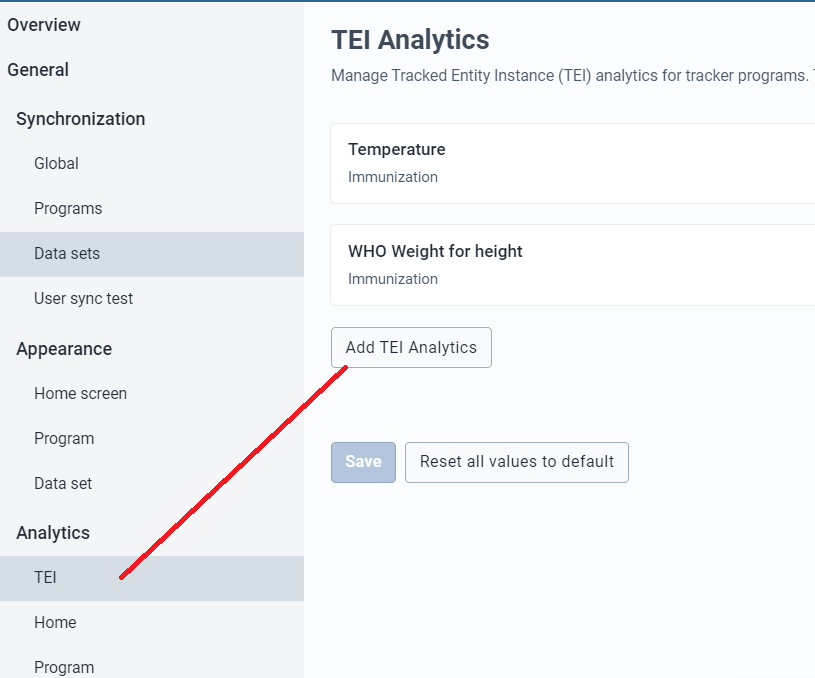 Overview
General
Synchronization
Global
Programs
Data sets
User sync test
Appearance
Home screen
Program
Data set
Analytics
TEI
Home
Program
TEI Analytics
Manage Tracked Entity Instance (TEI) analytics for tracker programs.
Temperature
Immunization
WHO Weight for height
Immunization
Add TEI Analytics
Save
Reset all values to default